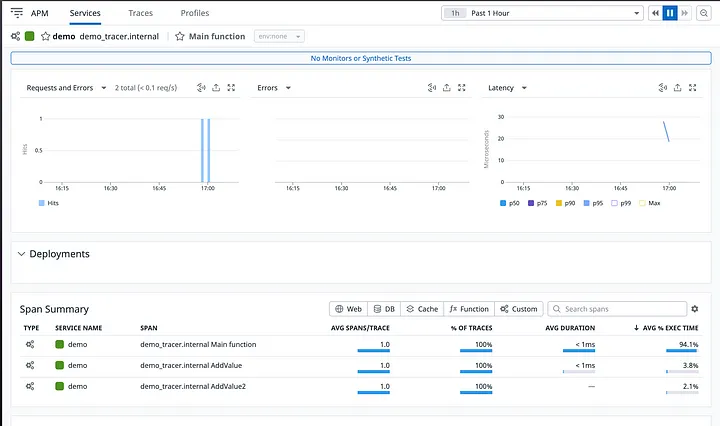 APM Services Traces Profiles 1h Past 1 Hour
demo demo_tracer.internal Main function env:none
No Monitors or Synthetic Tests
Requests and Errors 2 total (< 0.1 req/s)
Hits
1
0.5
0
16:15 16:30 16:45 17:00
Hits
Errors
16:15 16:30 16:45 17:00
Latency
Microseconds
30
20
10
0
16:15 16:30 16:45 17:00
p50 p75 p90 p95 p99 Max
Deployments
Span Summary Web DB Cache Function Custom Search spans
TYPE SERVICE NAME SPAN AVG SPANS/TRACE % OF TRACES AVG DURATION ↓ AVG % EXEC TIME
demo demo_tracer.internal Main function 1.0 100% < 1ms 94.1%
demo demo_tracer.internal AddValue 1.0 100% < 1ms 3.8%
demo demo_tracer.internal AddValue2 1.0 100% — 2.1%